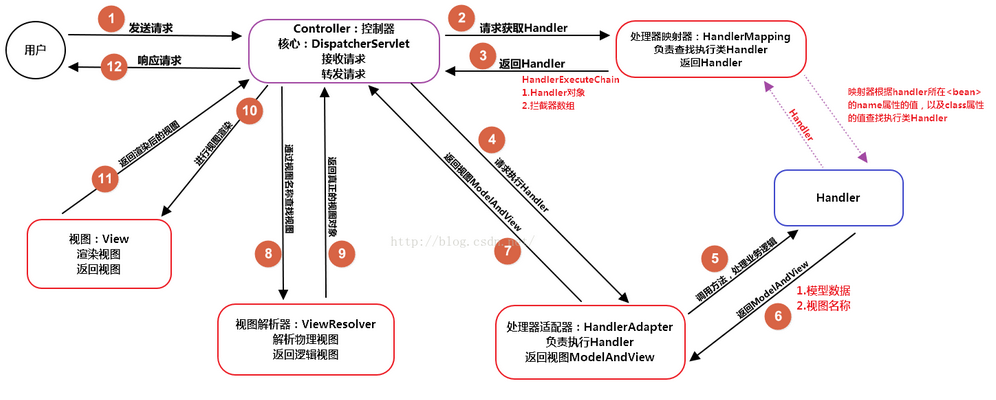 1
发送请求
用户
12
响应请求
Controller：控制器
核心：DispatcherServlet
接收请求
转发请求
2
请求获取Handler
3
返回Handler
HandlerExecuteChain
1.Handler对象
2.拦截器数组
处理器映射器：HandlerMapping
负责查找执行类Handler
返回Handler
映射器根据handler所在<bean>
的name属性的值，以及class属性
的值查找执行类Handler
Handler
Handler
4
请求执行Handler
5
调用方法，处理业务逻辑
6
返回ModelAndView
1.模型数据
2.视图名称
处理器适配器：HandlerAdapter
负责执行Handler
返回视图ModelAndView
7
返回视图ModelAndView
8
通过视图名称查找视图
9
返回真正的视图对象
视图解析器：ViewResolver
解析物理视图
返回逻辑视图
10
进行视图渲染
11
返回渲染后的视图
视图：View
渲染视图
返回视图
http://blog.csdn.net/